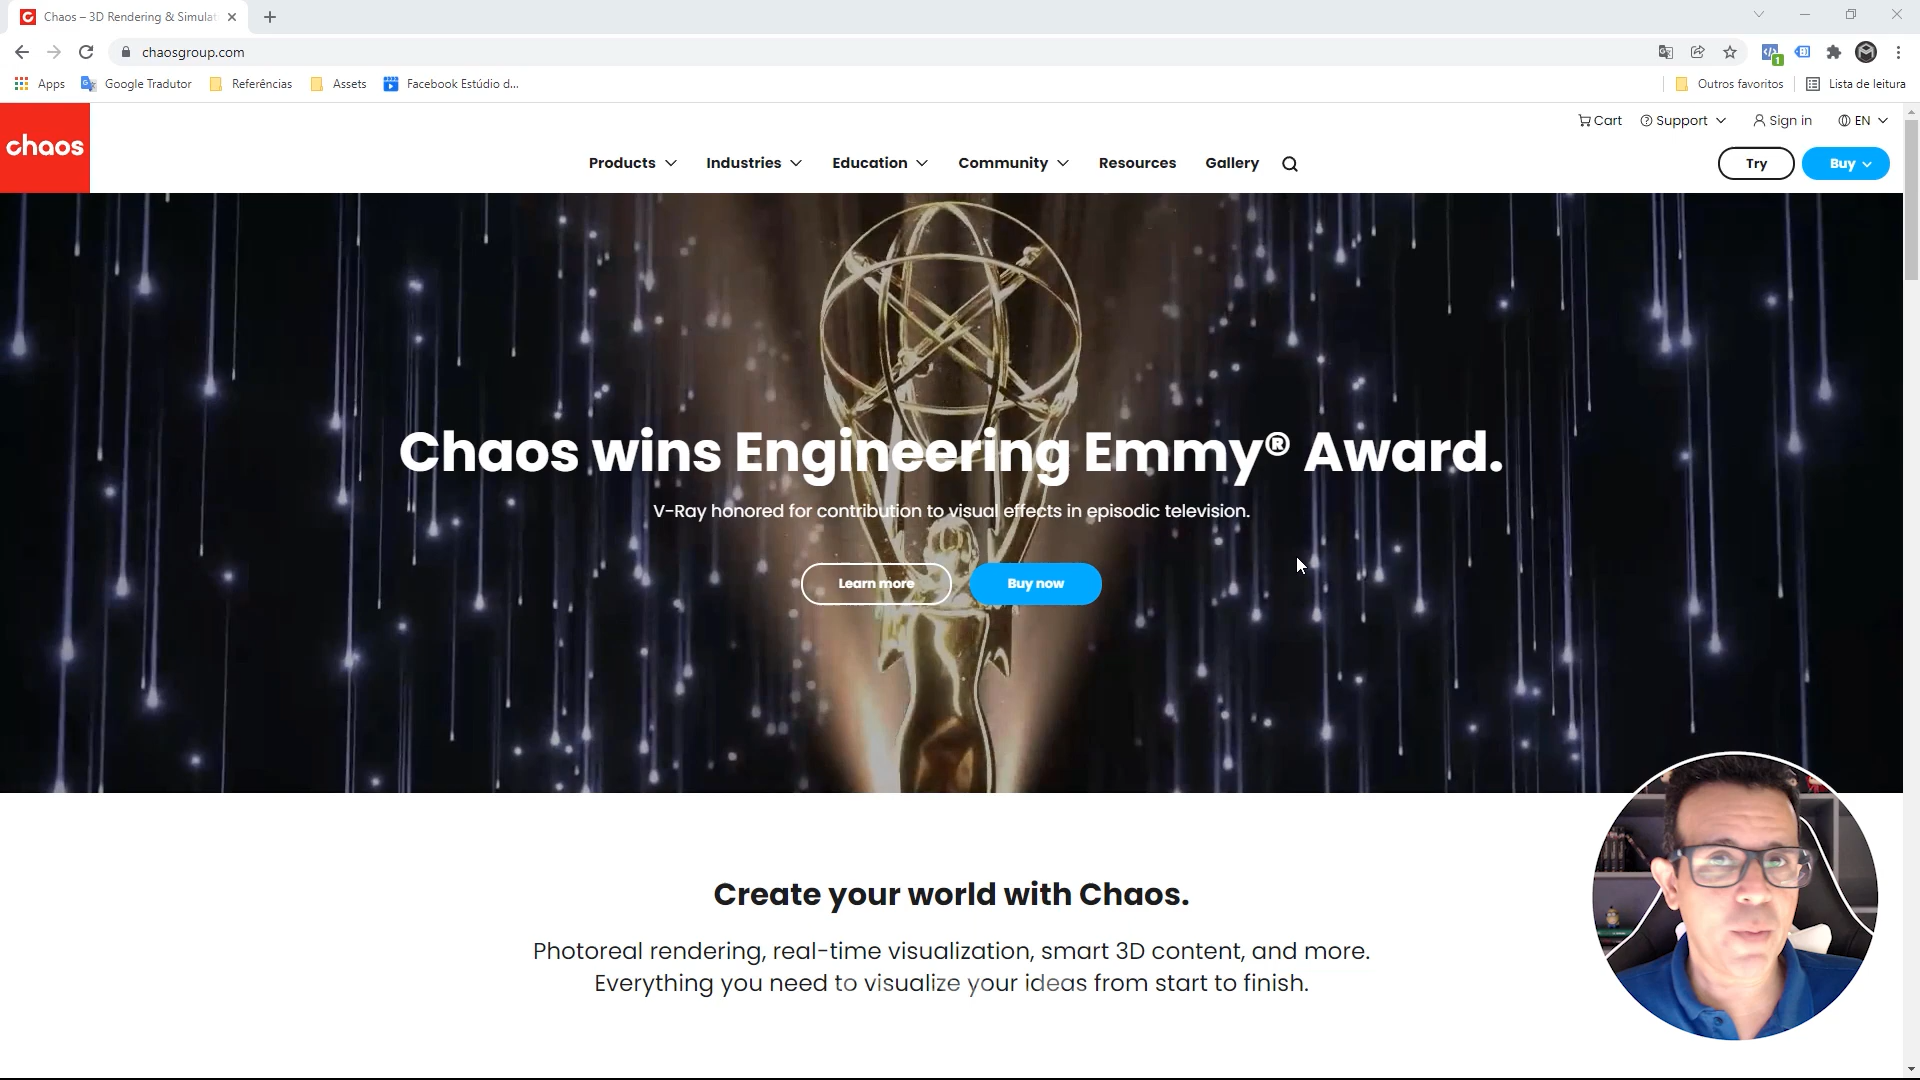 Chaos – 3D Rendering & Simulat
chaosgroup.com
Apps
Google Tradutor
Referências
Assets
Facebook Estúdio d...
Outros favoritos
Lista de leitura
1
chaos
Cart
Support
Sign in
EN
Products
Industries
Education
Community
Resources
Gallery
Try
Buy
Chaos wins Engineering Emmy® Award.
V-Ray honored for contribution to visual effects in episodic television.
Learn more
Buy now
Create your world with Chaos.
Photoreal rendering, real-time visualization, smart 3D content, and more.
Everything you need to visualize your ideas from start to finish.